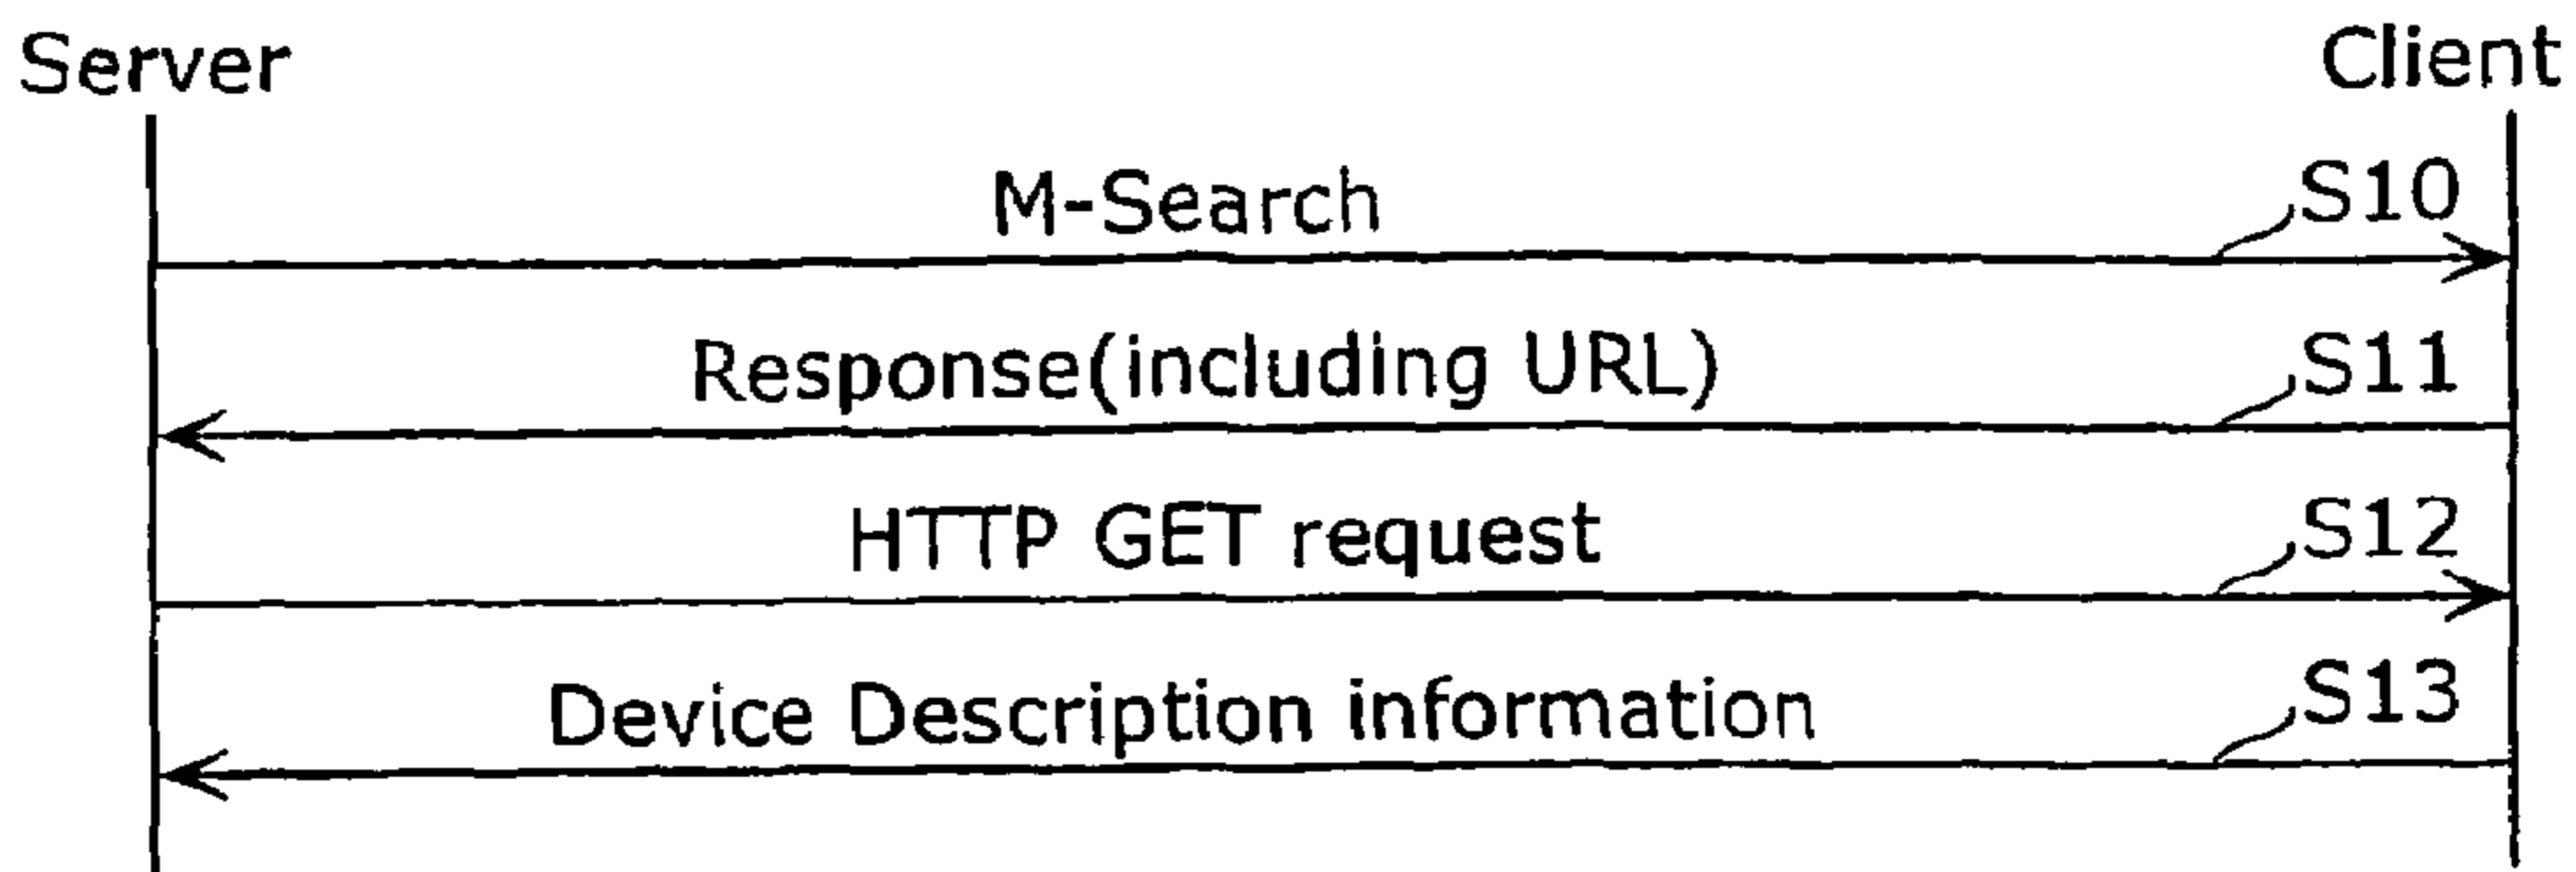 Server
Client
M-Search
S10
Response(including URL)
S11
HTTP GET request
S12
Device Description information
S13